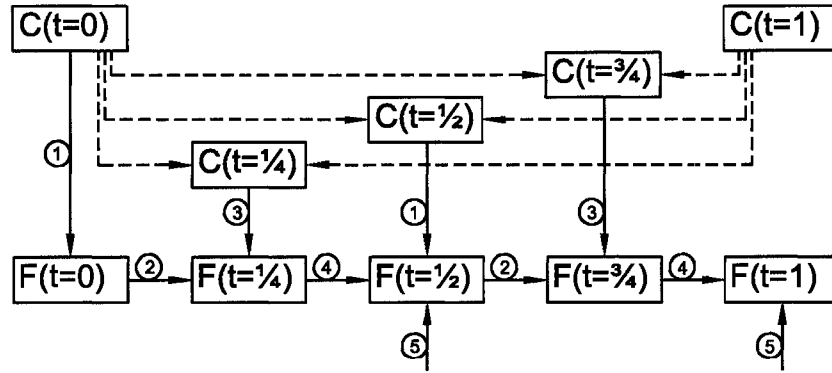 C(t=0) C(t=1)
C(t=¾)
C(t=½)
① C(t=¼)
③ ① ③
F(t=0) ② F(t=¼) ④ F(t=½) ② F(t=¾) ④ F(t=1)
⑤ ⑤